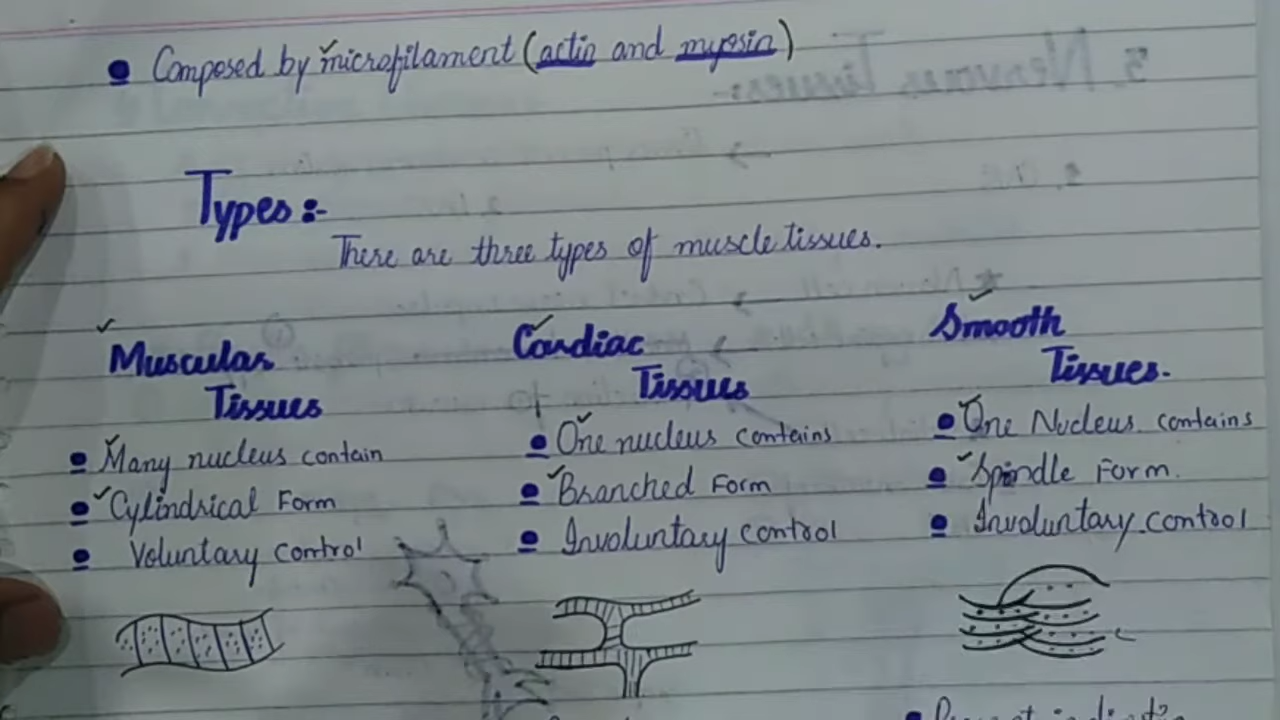 • Composed by microfilament (actin and myosin)
Types :-
There are three types of muscle tissues.
Muscular
Tissues
• Many nucleus contain
• Cylindrical Form
• Voluntary control
Cardiac
Tissues
• One nucleus contains
• Branched Form
• Involuntary control
Smooth
Tissues.
• One Nucleus contains
• Spindle Form.
• Involuntary control